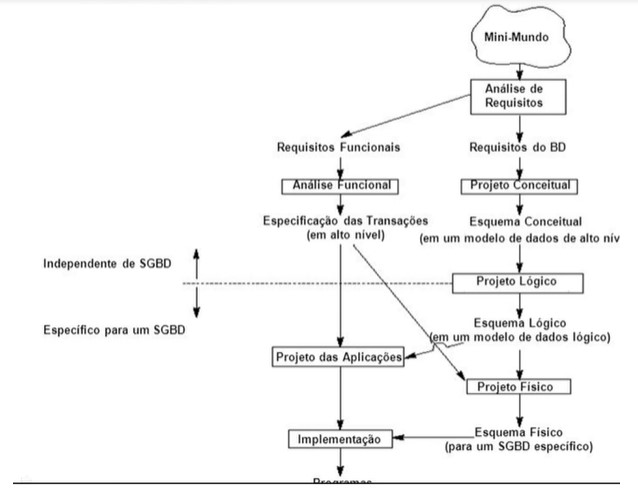 Mini-Mundo
Análise de
Requisitos
Requisitos Funcionais
Requisitos do BD
Análise Funcional
Projeto Conceitual
Especificação das Transações
(em alto nível)
Esquema Conceitual
(em um modelo de dados de alto nív
Independente de SGBD
Projeto Lógico
Específico para um SGBD
Esquema Lógico
(em um modelo de dados lógico)
Projeto das Aplicações
Projeto Físico
Implementação
Esquema Físico
(para um SGBD específico)